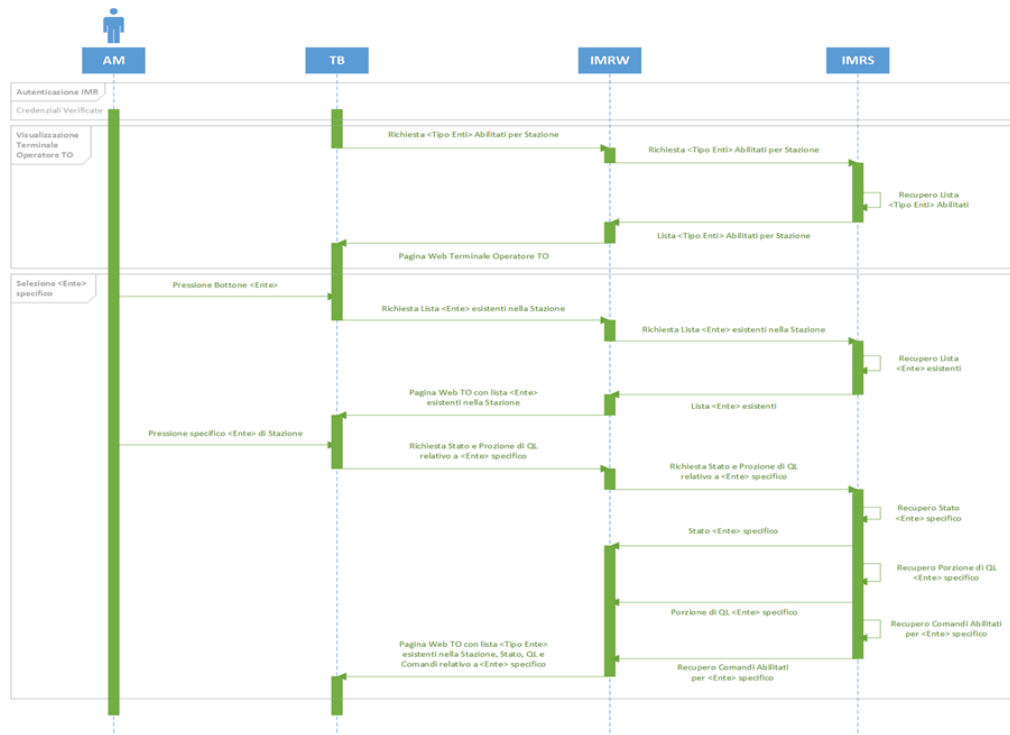 AM
TB
IMRW
IMRS
Autenticazione IMR
Credenziali Verificate
Visualizzazione
Terminale
Operatore TO
Richiesta <Tipo Enti> Abilitati per Stazione
Richiesta <Tipo Enti> Abilitati per Stazione
Recupero Lista
<Tipo Enti> Abilitati
Lista <Tipo Enti> Abilitati per Stazione
Pagina Web Terminale Operatore TO
Selezione <Ente>
specifico
Pressione Bottone <Ente>
Richiesta Lista <Ente> esistenti nella Stazione
Richiesta Lista <Ente> esistenti nella Stazione
Recupero Lista
<Ente> esistenti
Pagina Web TO con lista <Ente>
esistenti nella Stazione
Lista <Ente> esistenti
Pressione specifico <Ente> di Stazione
Richiesta Stato e Prozione di QL
relativo a <Ente> specifico
Richiesta Stato e Prozione di QL
relativo a <Ente> specifico
Recupero Stato
<Ente> specifico
Stato <Ente> specifico
Recupero Porzione di QL
<Ente> specifico
Porzione di QL <Ente> specifico
Recupero Comandi Abilitati
per <Ente> specifico
Pagina Web TO con lista <Tipo Ente>
esistenti nella Stazione, Stato, QL e
Comandi relativo a <Ente> specifico
Recupero Comandi Abilitati
per <Ente> specifico